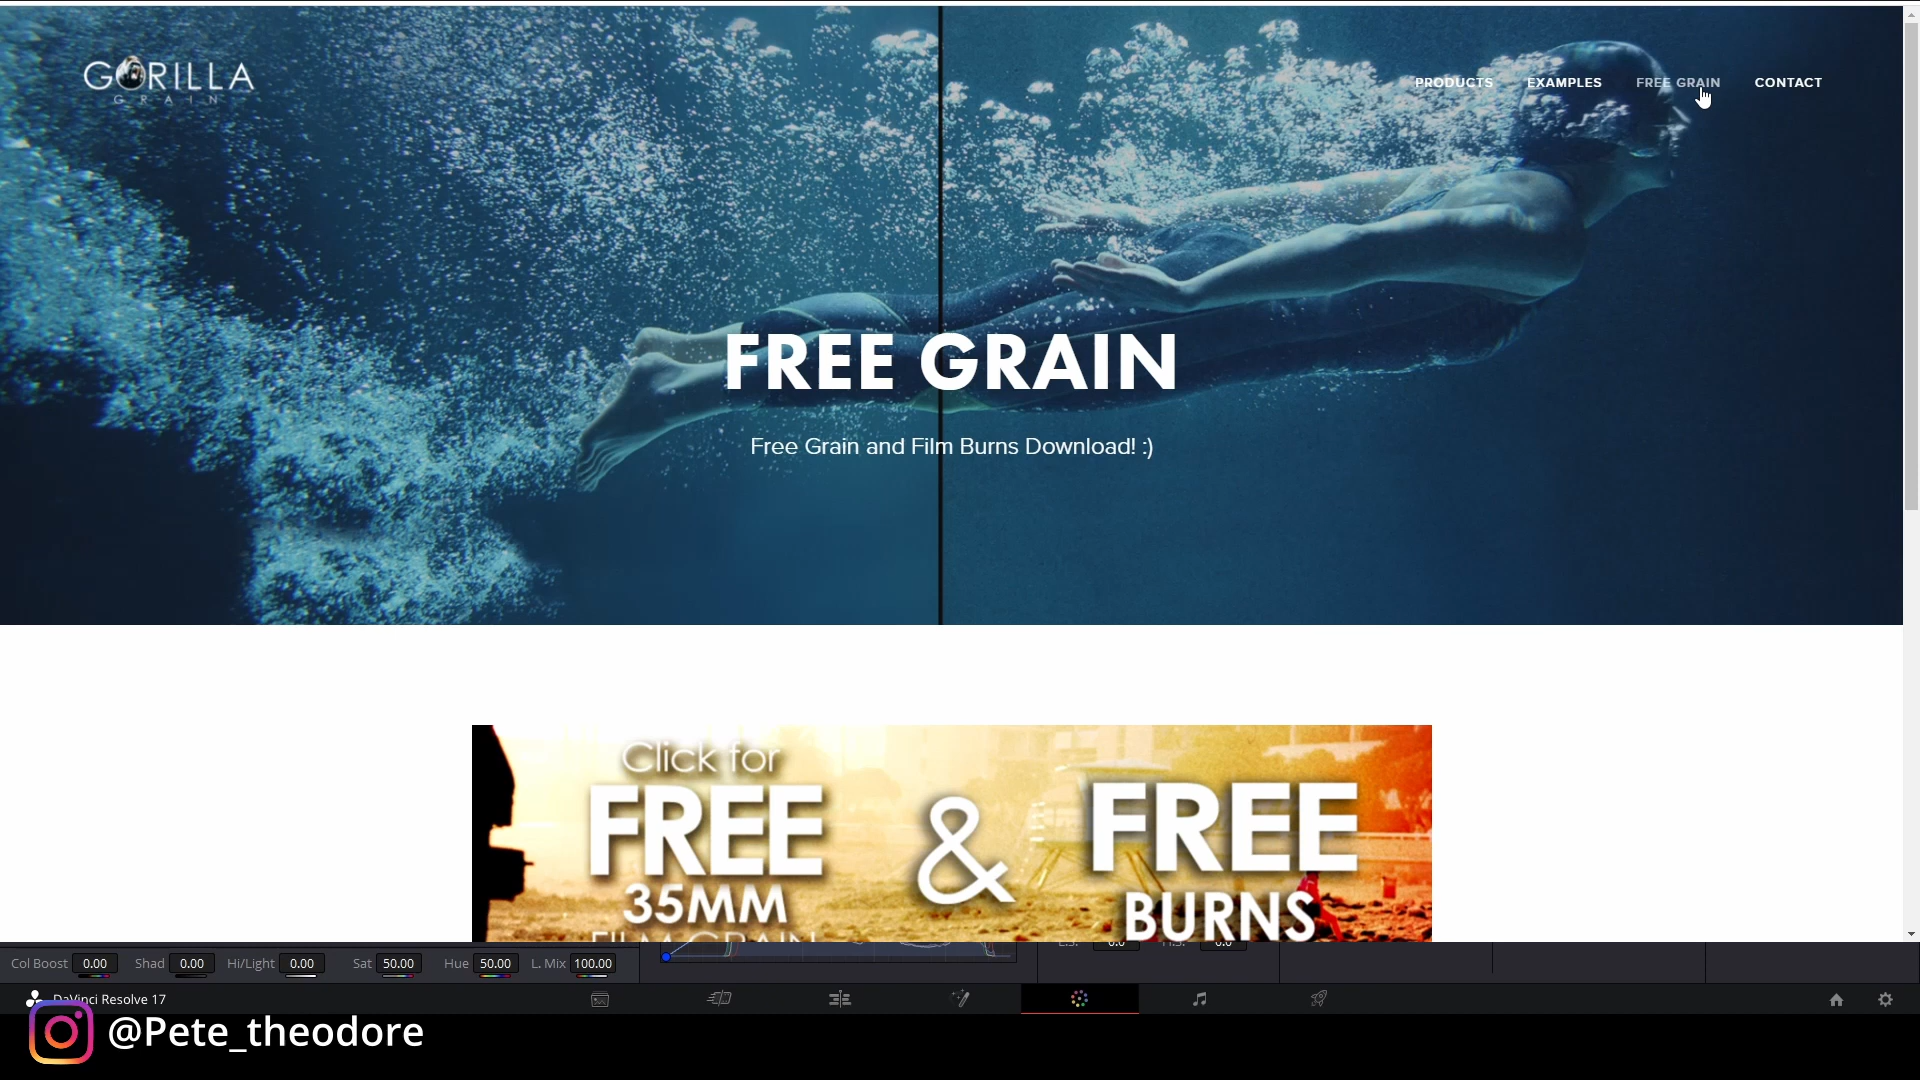 GORILLA
GRAIN
PRODUCTS EXAMPLES FREE GRAIN CONTACT
FREE GRAIN
Free Grain and Film Burns Download! :)
Click for
FREE & FREE
35MM BURNS
FILM GRAIN
Col Boost 0.00 Shad 0.00 Hi/Light 0.00 Sat 50.00 Hue 50.00 L. Mix 100.00
DaVinci Resolve 17
@Pete_theodore